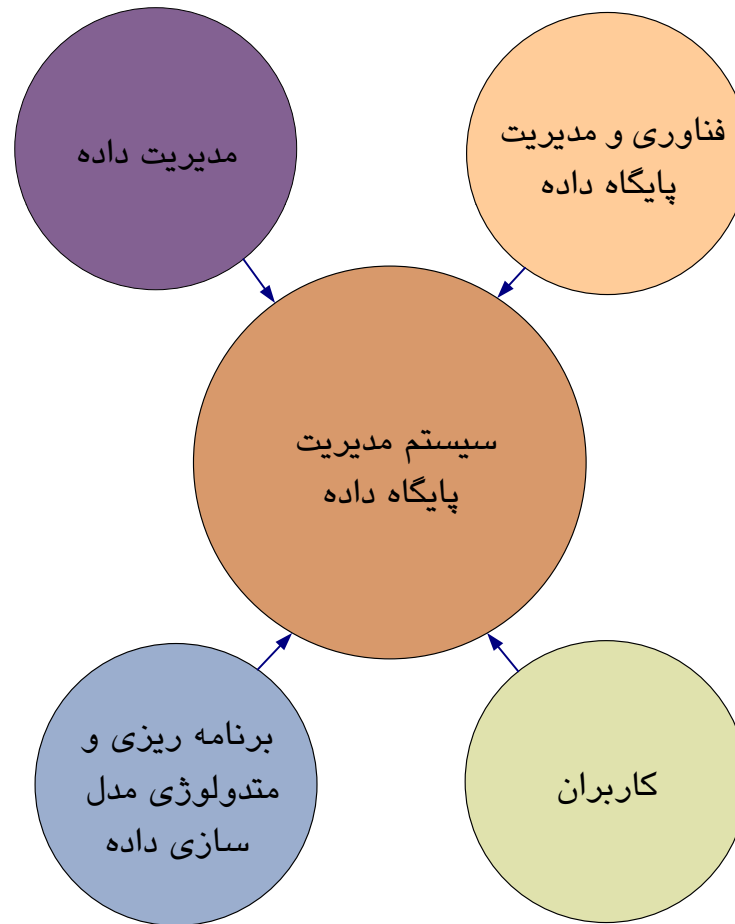 فناوری و مدیریت
پایگاه داده
مدیریت داده
سیستم مدیریت
پایگاه داده
کاربران
برنامه ریزی و
متدولوژی مدل
سازی داده